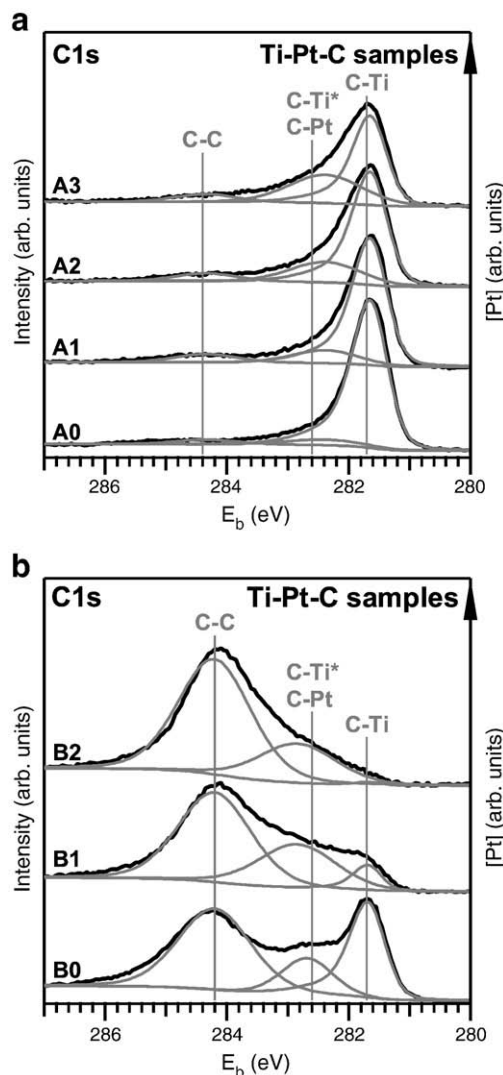 a
C1s
Ti-Pt-C samples
C-Ti
C-Ti*
C-Pt
C-C
A3
A2
A1
A0
Intensity (arb. units)
[Pt] (arb. units)
286
284
282
280
E_b (eV)
b
C1s
Ti-Pt-C samples
C-C
C-Ti*
C-Pt
C-Ti
B2
B1
B0
Intensity (arb. units)
[Pt] (arb. units)
286
284
282
280
E_b (eV)